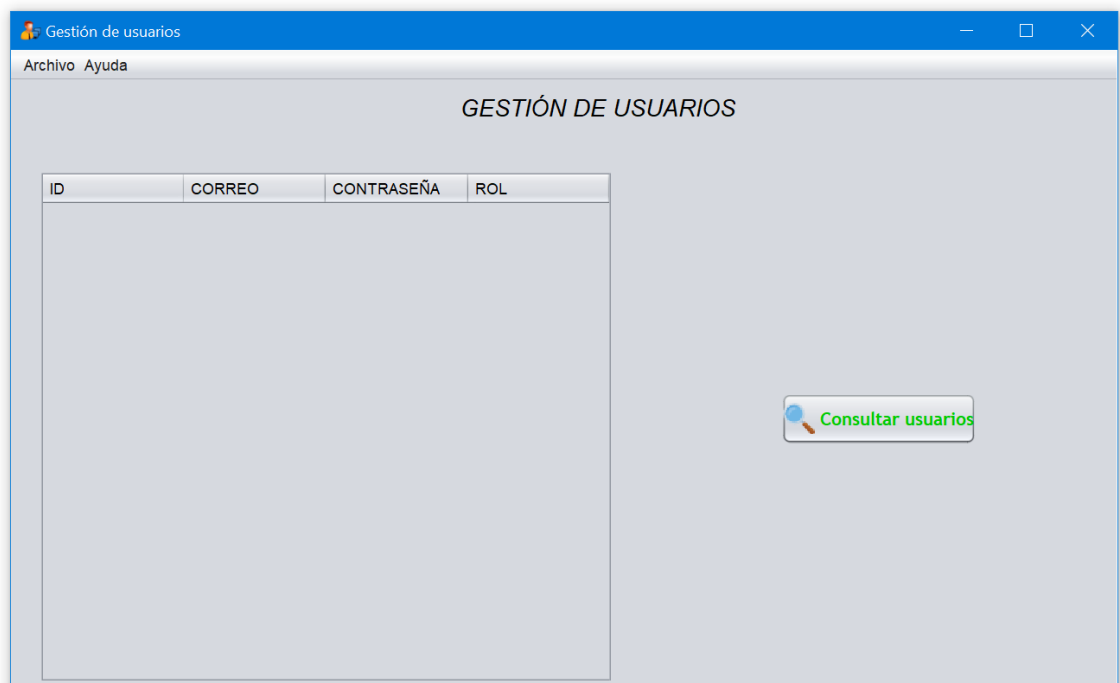 Gestión de usuarios
Archivo Ayuda
GESTIÓN DE USUARIOS
ID CORREO CONTRASEÑA ROL
Consultar usuarios